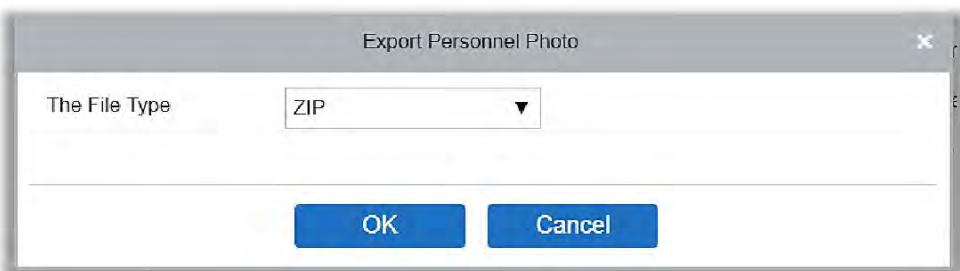 Export Personnel Photo
The File Type
ZIP
OK
Cancel